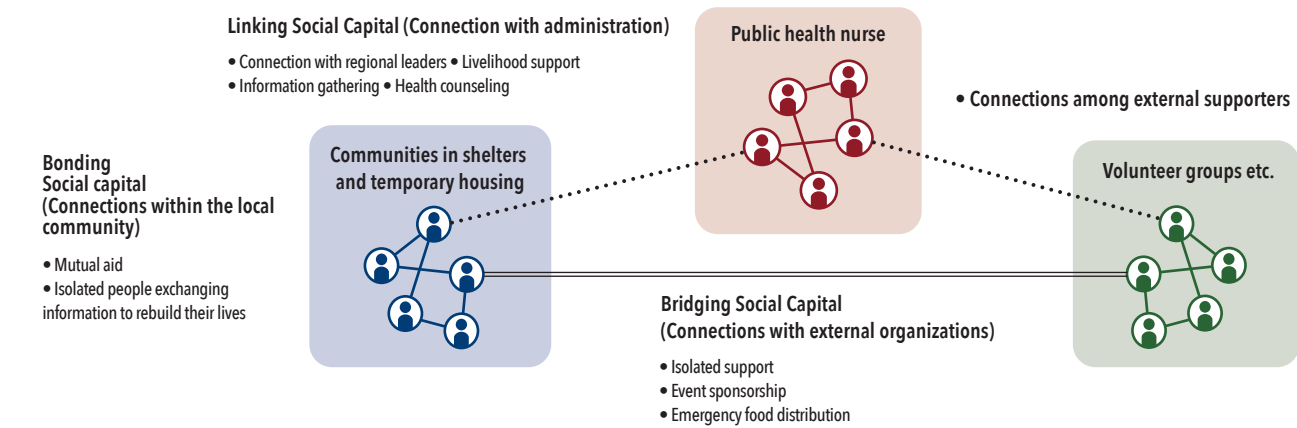 Linking Social Capital (Connection with administration)
• Connection with regional leaders • Livelihood support
• Information gathering • Health counseling
Public health nurse
• Connections among external supporters
Bonding
Social capital
(Connections within the local
community)
• Mutual aid
• Isolated people exchanging
information to rebuild their lives
Communities in shelters
and temporary housing
Volunteer groups etc.
Bridging Social Capital
(Connections with external organizations)
• Isolated support
• Event sponsorship
• Emergency food distribution